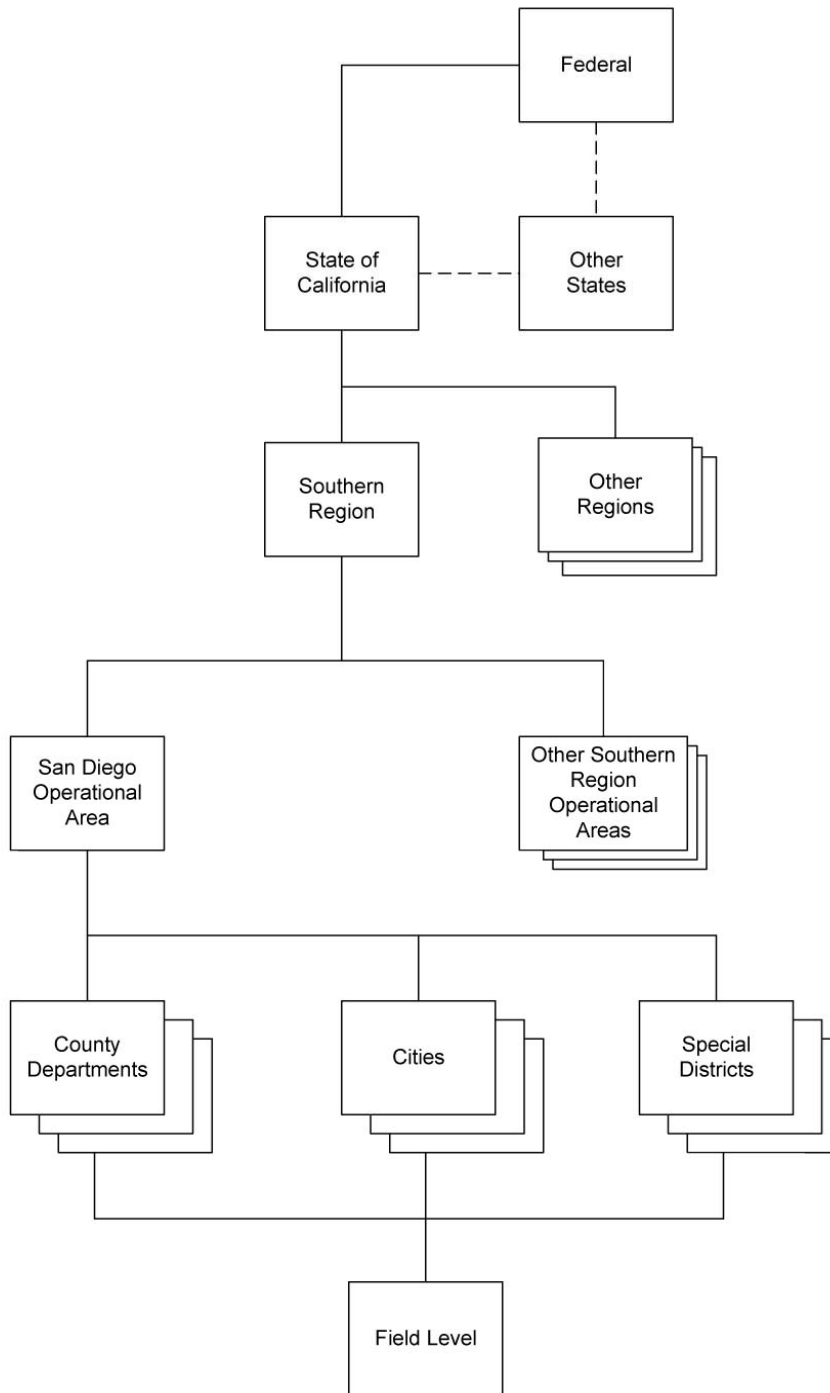 Federal
State of
California
Other
States
Southern
Region
Other
Regions
San Diego
Operational
Area
Other Southern
Region
Operational
Areas
County
Departments
Cities
Special
Districts
Field Level